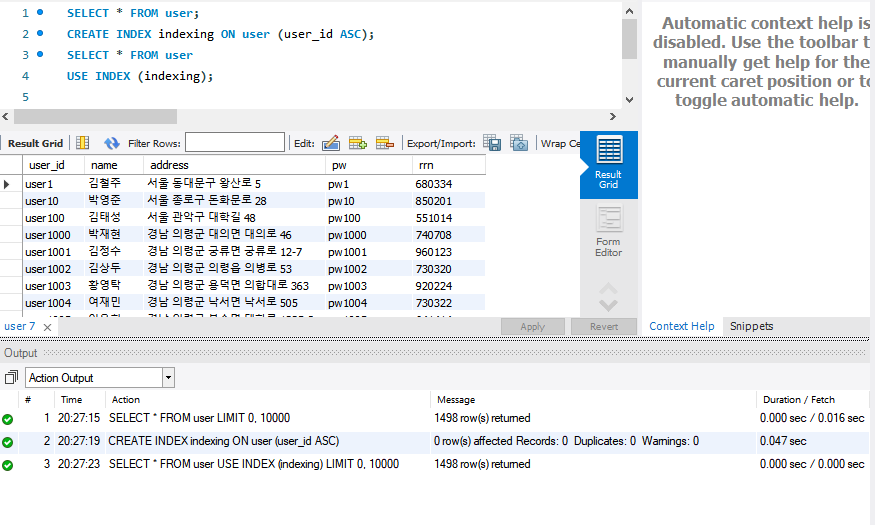 1 SELECT * FROM user;
2 CREATE INDEX indexing ON user (user_id ASC);
3 SELECT * FROM user
4 USE INDEX (indexing);
5
Automatic context help is
disabled. Use the toolbar t
manually get help for the
current caret position or to
toggle automatic help.
Result Grid Filter Rows: Edit: Export/Import: Wrap Ce
user_id name address pw rrn
user1 김철주 서울 동대문구 왕산로 5 pw1 680334
user10 박영준 서울 종로구 돈화문로 28 pw10 850201
user100 김태성 서울 관악구 대학길 48 pw100 551014
user1000 박재현 경남 의령군 대의면 대의로 46 pw1000 740708
user1001 김정수 경남 의령군 궁류면 궁류로 12-7 pw1001 960123
user1002 김상두 경남 의령군 의령읍 의병로 53 pw1002 730320
user1003 황영탁 경남 의령군 용덕면 의합대로 363 pw1003 920224
user1004 여재민 경남 의령군 낙서면 낙서로 505 pw1004 730322
Result
Grid
Form
Editor
user 7 Apply Revert Context Help Snippets
Output
Action Output
# Time Action Message Duration / Fetch
1 20:27:15 SELECT * FROM user LIMIT 0, 10000 1498 row(s) returned 0.000 sec / 0.016 sec
2 20:27:19 CREATE INDEX indexing ON user (user_id ASC) 0 row(s) affected Records: 0 Duplicates: 0 Warnings: 0 0.047 sec
3 20:27:23 SELECT * FROM user USE INDEX (indexing) LIMIT 0, 10000 1498 row(s) returned 0.000 sec / 0.000 sec